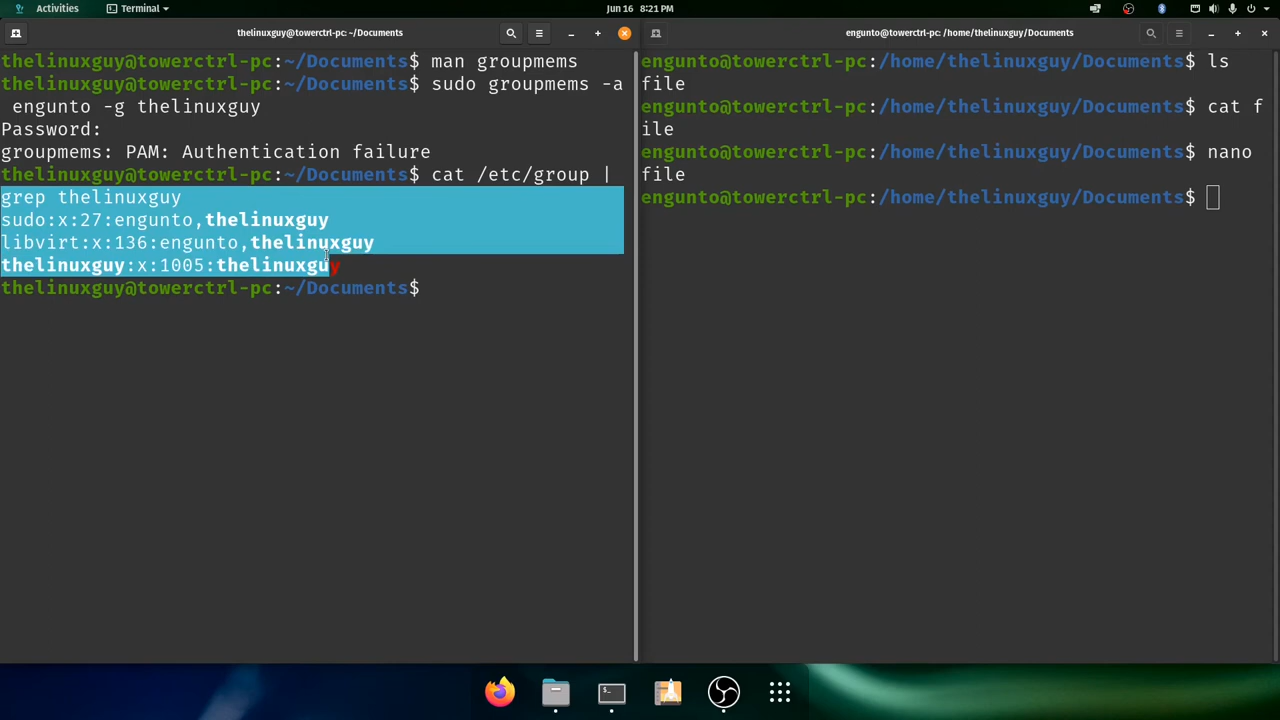 Activities
Terminal
Jun 16 8:21 PM
thelinuxguy@towerctrl-pc: ~/Documents
thelinuxguy@towerctrl-pc:~/Documents$ man groupmems
thelinuxguy@towerctrl-pc:~/Documents$ sudo groupmems -a
engunto -g thelinuxguy
Password:
groupmems: PAM: Authentication failure
thelinuxguy@towerctrl-pc:~/Documents$ cat /etc/group |
grep thelinuxguy
sudo:x:27:engunto,thelinuxguy
libvirt:x:136:engunto,thelinuxguy
thelinuxguy:x:1005:thelinuxguy
thelinuxguy@towerctrl-pc:~/Documents$
engunto@towerctrl-pc: /home/thelinuxguy/Documents
engunto@towerctrl-pc:/home/thelinuxguy/Documents$ ls
file
engunto@towerctrl-pc:/home/thelinuxguy/Documents$ cat f
ile
engunto@towerctrl-pc:/home/thelinuxguy/Documents$ nano
file
engunto@towerctrl-pc:/home/thelinuxguy/Documents$